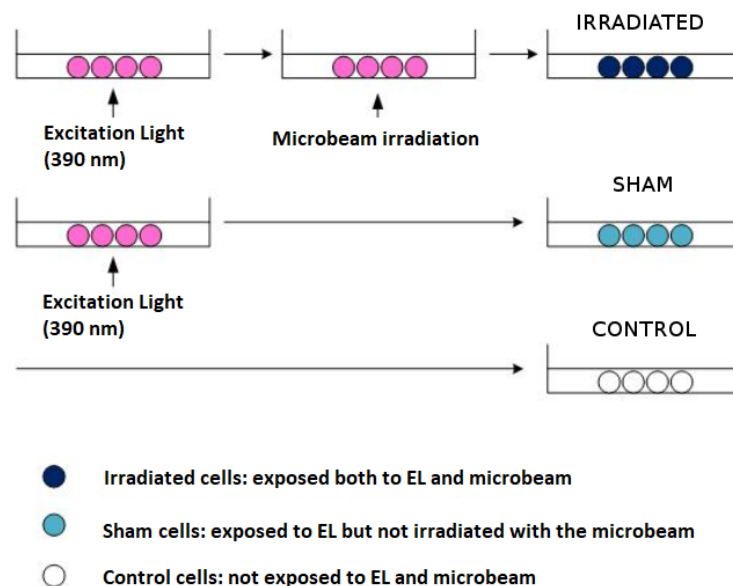 IRRADIATED
Excitation Light
(390 nm)
Microbeam irradiation
SHAM
Excitation Light
(390 nm)
CONTROL
Irradiated cells: exposed both to EL and microbeam
Sham cells: exposed to EL but not irradiated with the microbeam
Control cells: not exposed to EL and microbeam